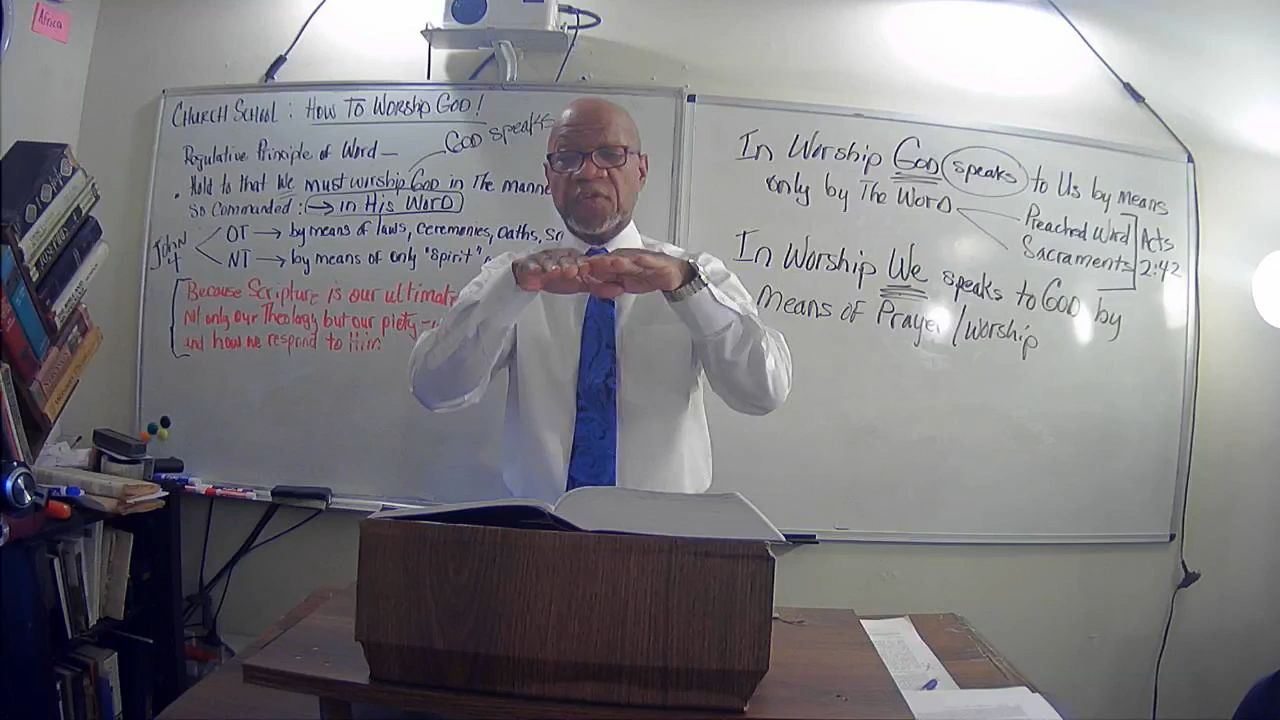 Africa
CHURCH SCHOOL: HOW TO WORSHIP GOD!
Regulative Principle of Word—
God speaks
• Hold to that We must worship God in The manne
So Commanded: → in His Word
John 4
OT → by means of laws, Ceremonies, Oaths,
NT → by means of only "Spirit"
Because Scripture is our ultimat
Not only our Theology but our piety—
and how we respond to Him
In Worship God speaks to Us by means
only by The Word
Preached Word
Sacraments
Acts
2:42
In Worship We speaks to God by
means of Prayer/worship